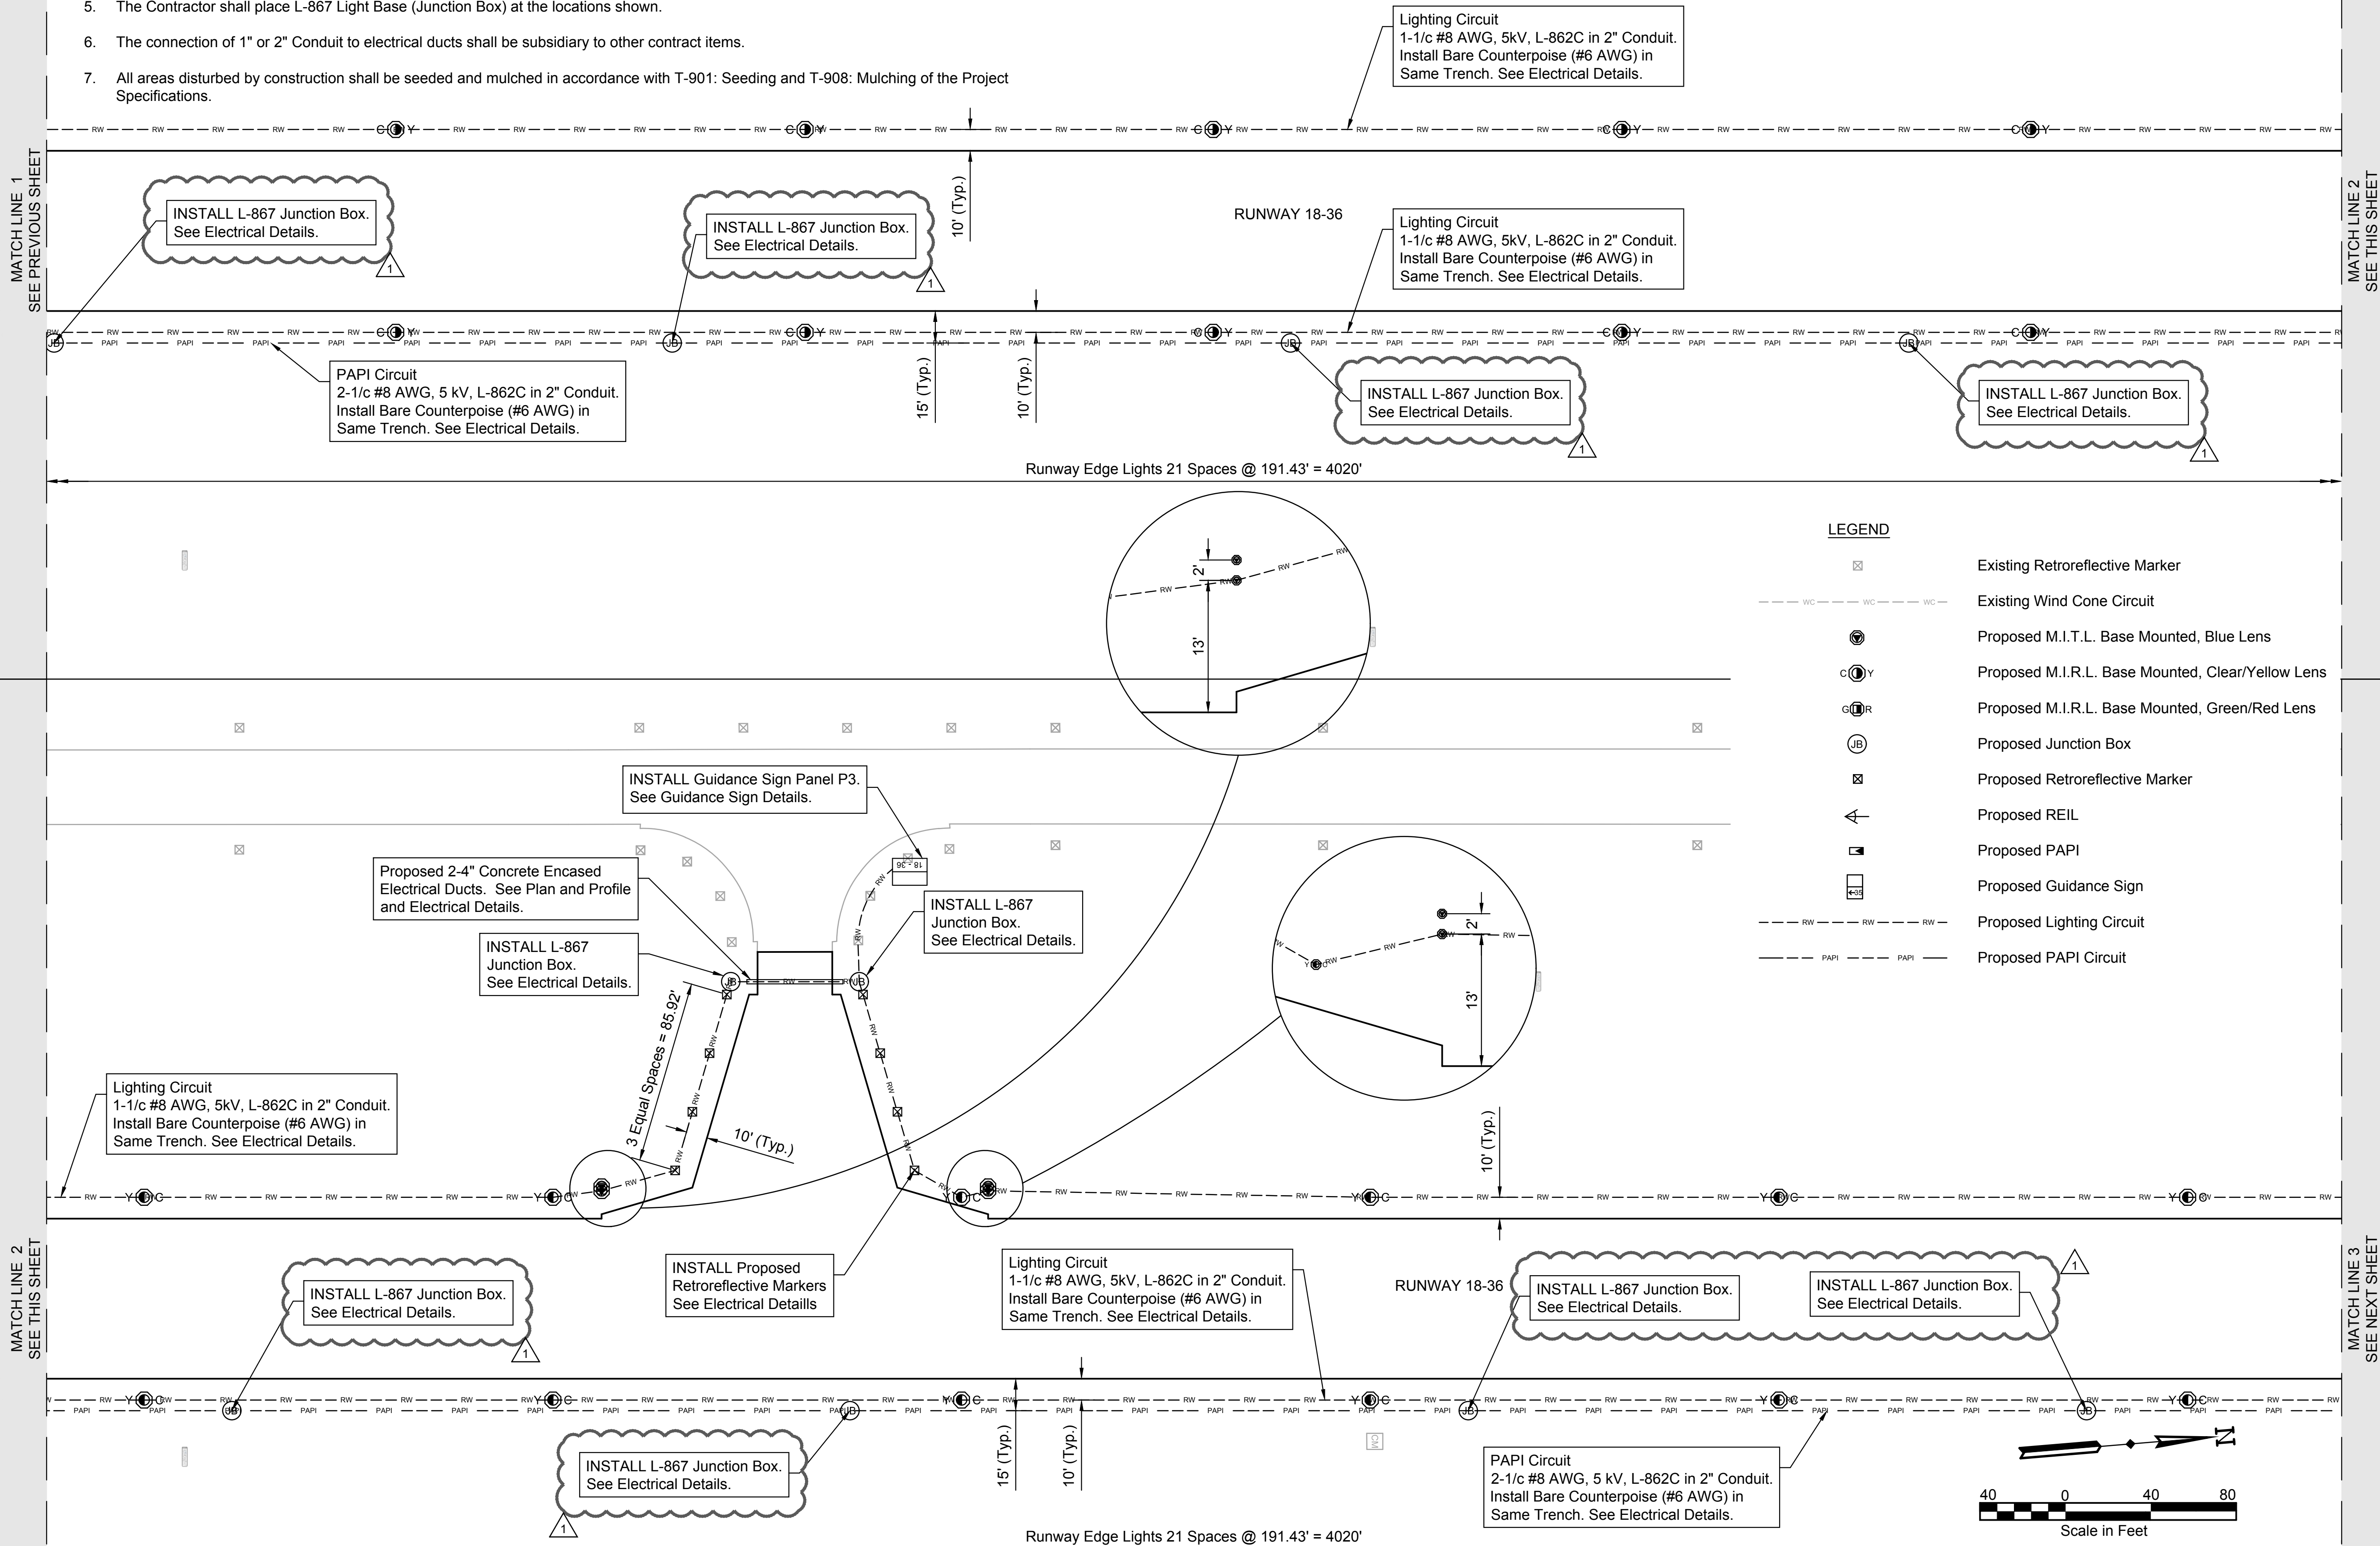 5. The Contractor shall place L-867 Light Base (Junction Box) at the locations shown.
6. The connection of 1" or 2" Conduit to electrical ducts shall be subsidiary to other contract items.
7. All areas disturbed by construction shall be seeded and mulched in accordance with T-901: Seeding and T-908: Mulching of the Project
Specifications.
Lighting Circuit
1-1/c #8 AWG, 5kV, L-862C in 2" Conduit.
Install Bare Counterpoise (#6 AWG) in
Same Trench. See Electrical Details.
MATCH LINE 1
SEE PREVIOUS SHEET
INSTALL L-867 Junction Box.
See Electrical Details.
1
INSTALL L-867 Junction Box.
See Electrical Details.
1
10' (Typ.)
RUNWAY 18-36
Lighting Circuit
1-1/c #8 AWG, 5kV, L-862C in 2" Conduit.
Install Bare Counterpoise (#6 AWG) in
Same Trench. See Electrical Details.
MATCH LINE 2
SEE THIS SHEET
PAPI Circuit
2-1/c #8 AWG, 5 kV, L-862C in 2" Conduit.
Install Bare Counterpoise (#6 AWG) in
Same Trench. See Electrical Details.
15' (Typ.)
10' (Typ.)
INSTALL L-867 Junction Box.
See Electrical Details.
1
INSTALL L-867 Junction Box.
See Electrical Details.
1
Runway Edge Lights 21 Spaces @ 191.43' = 4020'
2'
13'
LEGEND
Existing Retroreflective Marker
WC WC WC Existing Wind Cone Circuit
Proposed M.I.T.L. Base Mounted, Blue Lens
C Y Proposed M.I.R.L. Base Mounted, Clear/Yellow Lens
G R Proposed M.I.R.L. Base Mounted, Green/Red Lens
JB Proposed Junction Box
Proposed Retroreflective Marker
Proposed REIL
Proposed PAPI
35 Proposed Guidance Sign
RW RW RW Proposed Lighting Circuit
PAPI PAPI Proposed PAPI Circuit
INSTALL Guidance Sign Panel P3.
See Guidance Sign Details.
18 - 36
Proposed 2-4" Concrete Encased
Electrical Ducts. See Plan and Profile
and Electrical Details.
INSTALL L-867
Junction Box.
See Electrical Details.
INSTALL L-867
Junction Box.
See Electrical Details.
2'
13'
3 Equal Spaces = 85.92'
10' (Typ.)
Lighting Circuit
1-1/c #8 AWG, 5kV, L-862C in 2" Conduit.
Install Bare Counterpoise (#6 AWG) in
Same Trench. See Electrical Details.
10' (Typ.)
MATCH LINE 2
SEE THIS SHEET
INSTALL L-867 Junction Box.
See Electrical Details.
1
INSTALL Proposed
Retroreflective Markers
See Electrical Detaills
Lighting Circuit
1-1/c #8 AWG, 5kV, L-862C in 2" Conduit.
Install Bare Counterpoise (#6 AWG) in
Same Trench. See Electrical Details.
RUNWAY 18-36
INSTALL L-867 Junction Box.
See Electrical Details.
INSTALL L-867 Junction Box.
See Electrical Details.
1
MATCH LINE 3
SEE NEXT SHEET
INSTALL L-867 Junction Box.
See Electrical Details.
1
15' (Typ.)
10' (Typ.)
CM
PAPI Circuit
2-1/c #8 AWG, 5 kV, L-862C in 2" Conduit.
Install Bare Counterpoise (#6 AWG) in
Same Trench. See Electrical Details.
N
40 0 40 80
Scale in Feet
Runway Edge Lights 21 Spaces @ 191.43' = 4020'